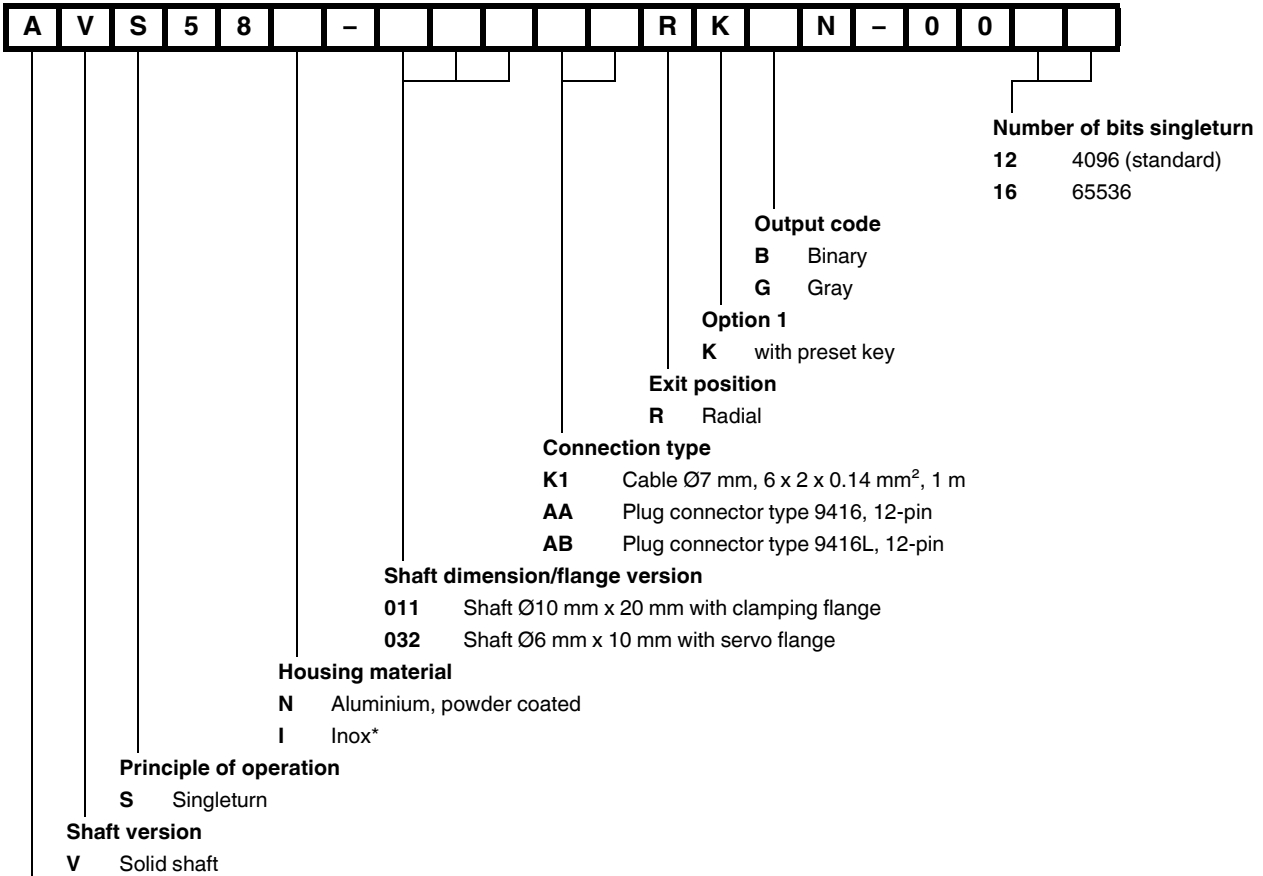 A V S 5 8 – R K N – 0 0
Number of bits singleturn
12 4096 (standard)
16 65536
Output code
B Binary
G Gray
Option 1
K with preset key
Exit position
R Radial
Connection type
K1 Cable Ø7 mm, 6 x 2 x 0.14 mm², 1 m
AA Plug connector type 9416, 12-pin
AB Plug connector type 9416L, 12-pin
Shaft dimension/flange version
011 Shaft Ø10 mm x 20 mm with clamping flange
032 Shaft Ø6 mm x 10 mm with servo flange
Housing material
N Aluminium, powder coated
I Inox*
Principle of operation
S Singleturn
Shaft version
V Solid shaft